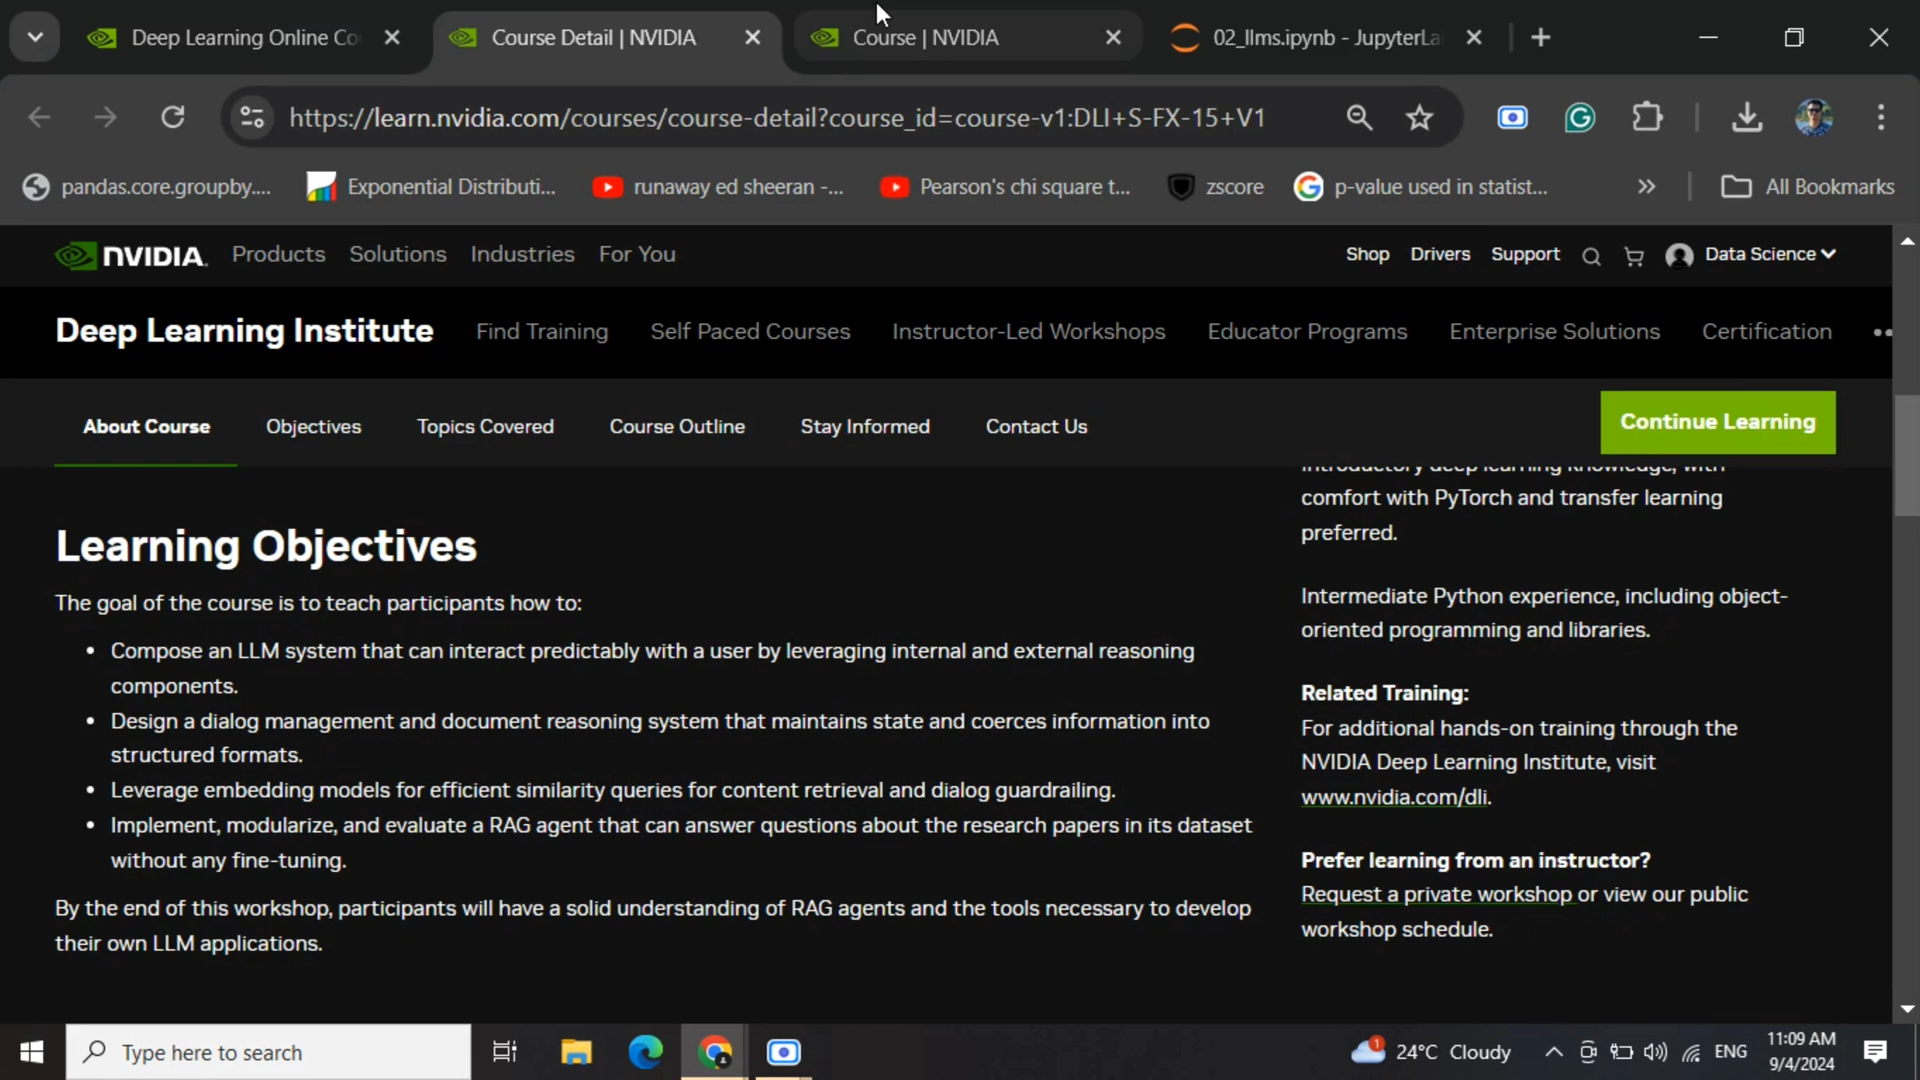 Deep Learning Online Co
Course Detail | NVIDIA
Course | NVIDIA
02_llms.ipynb - JupyterLa
https://learn.nvidia.com/courses/course-detail?course_id=course-v1:DLI+S-FX-15+V1
pandas.core.groupby....
Exponential Distributi...
runaway ed sheeran -...
Pearson's chi square t...
zscore
p-value used in statist...
All Bookmarks
NVIDIA.
Products
Solutions
Industries
For You
Shop
Drivers
Support
Data Science
Deep Learning Institute
Find Training
Self Paced Courses
Instructor-Led Workshops
Educator Programs
Enterprise Solutions
Certification
About Course
Objectives
Topics Covered
Course Outline
Stay Informed
Contact Us
Continue Learning
Learning Objectives
The goal of the course is to teach participants how to:
• Compose an LLM system that can interact predictably with a user by leveraging internal and external reasoning
components.
• Design a dialog management and document reasoning system that maintains state and coerces information into
structured formats.
• Leverage embedding models for efficient similarity queries for content retrieval and dialog guardrailing.
• Implement, modularize, and evaluate a RAG agent that can answer questions about the research papers in its dataset
without any fine-tuning.
By the end of this workshop, participants will have a solid understanding of RAG agents and the tools necessary to develop
their own LLM applications.
Introductory deep learning knowledge, with
comfort with PyTorch and transfer learning
preferred.
Intermediate Python experience, including object-
oriented programming and libraries.
Related Training:
For additional hands-on training through the
NVIDIA Deep Learning Institute, visit
www.nvidia.com/dli.
Prefer learning from an instructor?
Request a private workshop or view our public
workshop schedule.
Type here to search
1
24°C Cloudy
ENG
11:09 AM
9/4/2024